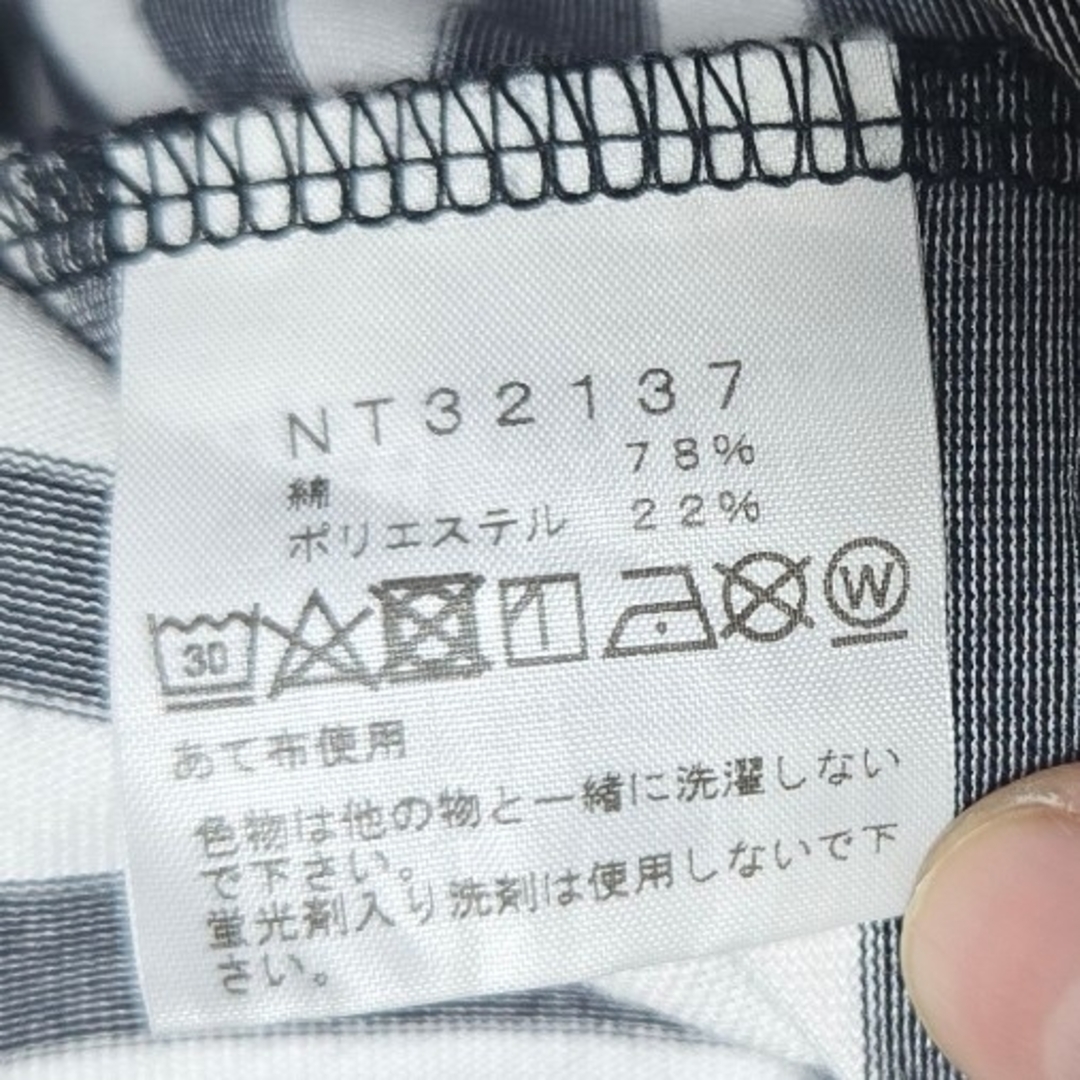 NT32137
綿 78%
ポリエステル 22%
30
W
あて布使用
色物は他の物と一緒に洗濯しない
で下さい。
蛍光剤入り洗剤は使用しないで下
さい。